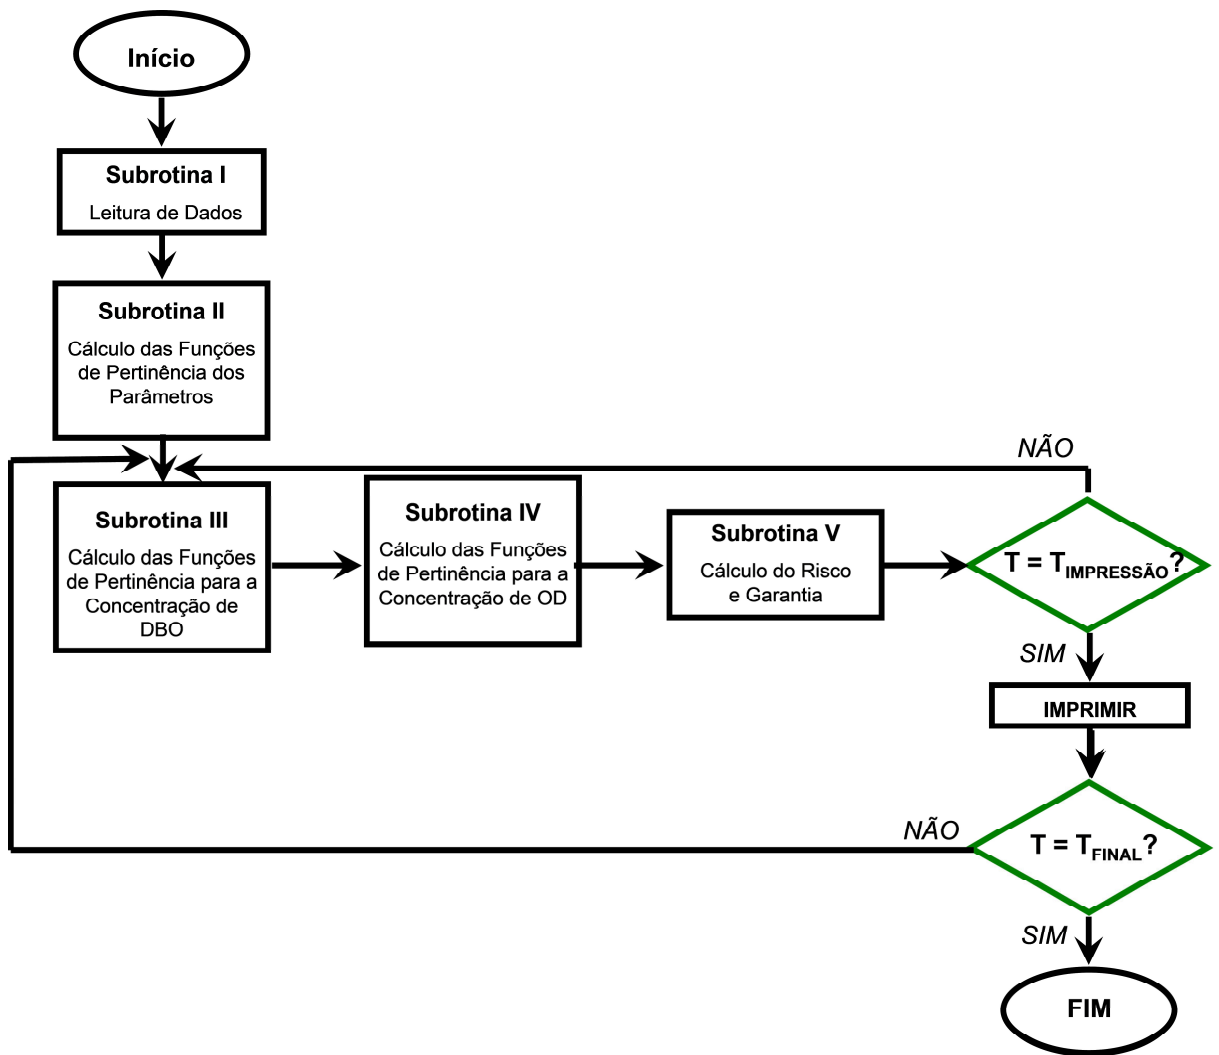 Início
Subrotina I
Leitura de Dados
Subrotina II
Cálculo das Funções
de Pertinência dos
Parâmetros
NÃO
Subrotina III
Cálculo das Funções
de Pertinência para a
Concentração de
DBO
Subrotina IV
Cálculo das Funções
de Pertinência para a
Concentração de OD
Subrotina V
Cálculo do Risco
e Garantia
T = TIMPRESSÃO?
SIM
IMPRIMIR
NÃO
T = TFINAL?
SIM
FIM